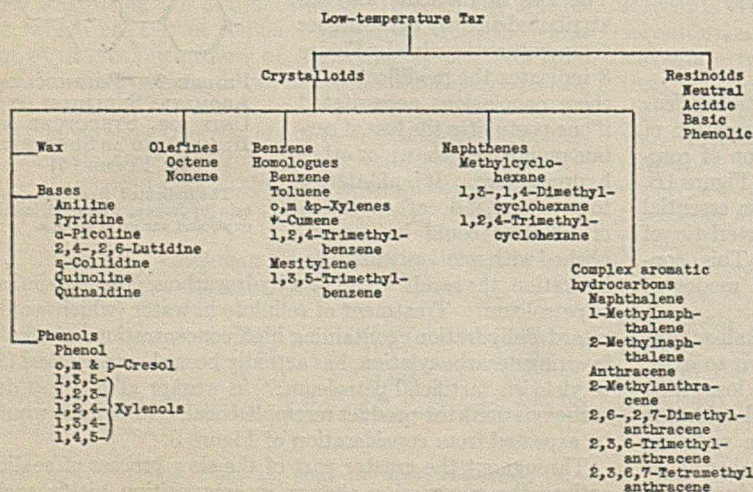 Low-temperature Tar
Crystalloids
Resinoids
Neutral
Acidic
Basic
Phenolic
Wax
Bases
Aniline
Pyridine
α-Picoline
2,4-,2,6-Lutidine
s-Collidine
Quinoline
Quinaldine
Phenols
Phenol
o,m & p-Cresol
1,3,5-
1,2,3-
1,2,4- Xylenols
1,3,4-
1,4,5-
Olefines
Octene
Nonene
Benzene
Homologues
Benzene
Toluene
o,m &p-Xylenes
Ψ-Cumene
1,2,4-Trimethyl-
benzene
Mesitylene
1,3,5-Trimethyl-
benzene
Naphthenes
Methylcyclo-
hexane
1,3-,1,4-Dimethyl-
cyclohexane
1,2,4-Trimethyl-
cyclohexane
Complex aromatic
hydrocarbons
Naphthalene
1-Methylnaph-
thalene
2-Methylnaph-
thalene
Anthracene
2-Methylanthra-
cene
2,6-,2,7-Dimethyl-
anthracene
2,3,6-Trimethyl-
anthracene
2,3,6,7-Tetramethyl
anthracene